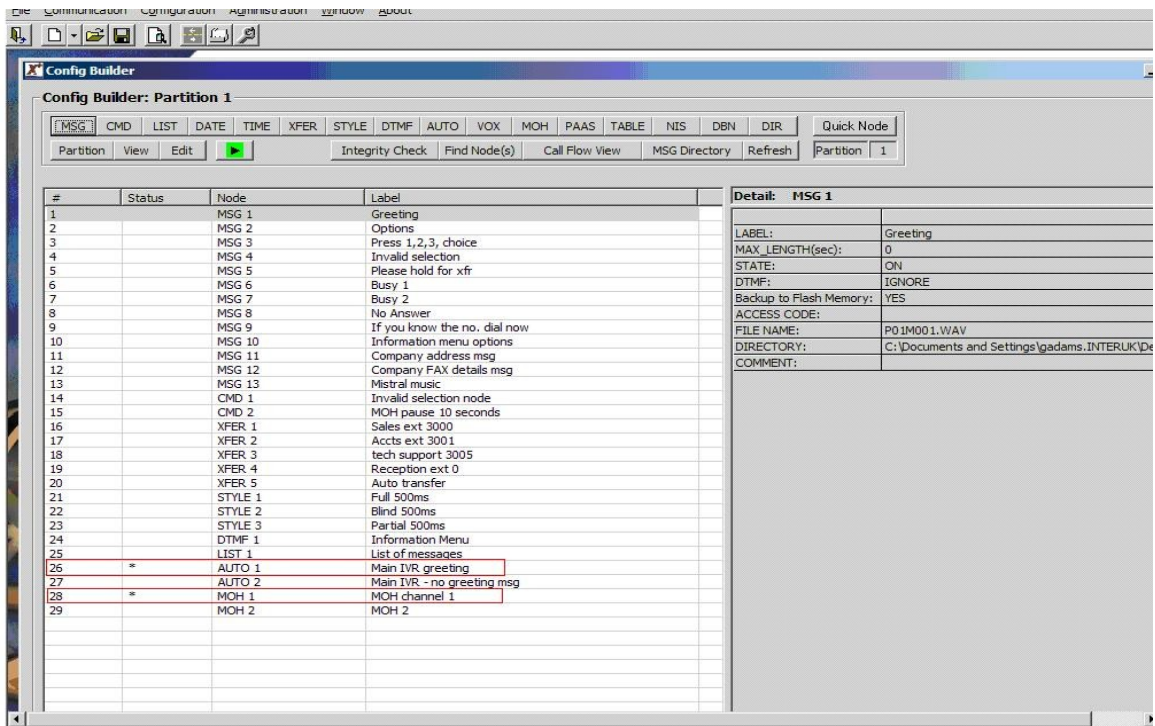 File Communication Configuration Administration Window About
Config Builder
Config Builder: Partition 1
MSG CMD LIST DATE TIME XFER STYLE DTMF AUTO VOX MOH PAAS TABLE NIS DBN DIR Quick Node
Partition View Edit Integrity Check Find Node(s) Call Flow View MSG Directory Refresh Partition 1
# Status Node Label
1 MSG 1 Greeting
2 MSG 2 Options
3 MSG 3 Press 1,2,3, choice
4 MSG 4 Invalid selection
5 MSG 5 Please hold for xfr
6 MSG 6 Busy 1
7 MSG 7 Busy 2
8 MSG 8 No Answer
9 MSG 9 If you know the no. dial now
10 MSG 10 Information menu options
11 MSG 11 Company address msg
12 MSG 12 Company FAX details msg
13 MSG 13 Mistral music
14 CMD 1 Invalid selection node
15 CMD 2 MOH pause 10 seconds
16 XFER 1 Sales ext 3000
17 XFER 2 Accts ext 3001
18 XFER 3 tech support 3005
19 XFER 4 Reception ext 0
20 XFER 5 Auto transfer
21 STYLE 1 Full 500ms
22 STYLE 2 Blind 500ms
23 STYLE 3 Partial 500ms
24 DTMF 1 Information Menu
25 LIST 1 List of messages
26 * AUTO 1 Main IVR greeting
27 AUTO 2 Main IVR - no greeting msg
28 * MOH 1 MOH channel 1
29 MOH 2 MOH 2
Detail: MSG 1
LABEL: Greeting
MAX_LENGTH(sec): 0
STATE: ON
DTMF: IGNORE
Backup to Flash Memory: YES
ACCESS CODE:
FILE NAME: P01M001.WAV
DIRECTORY: C:\Documents and Settings\gadams.INTERUK\De
COMMENT: